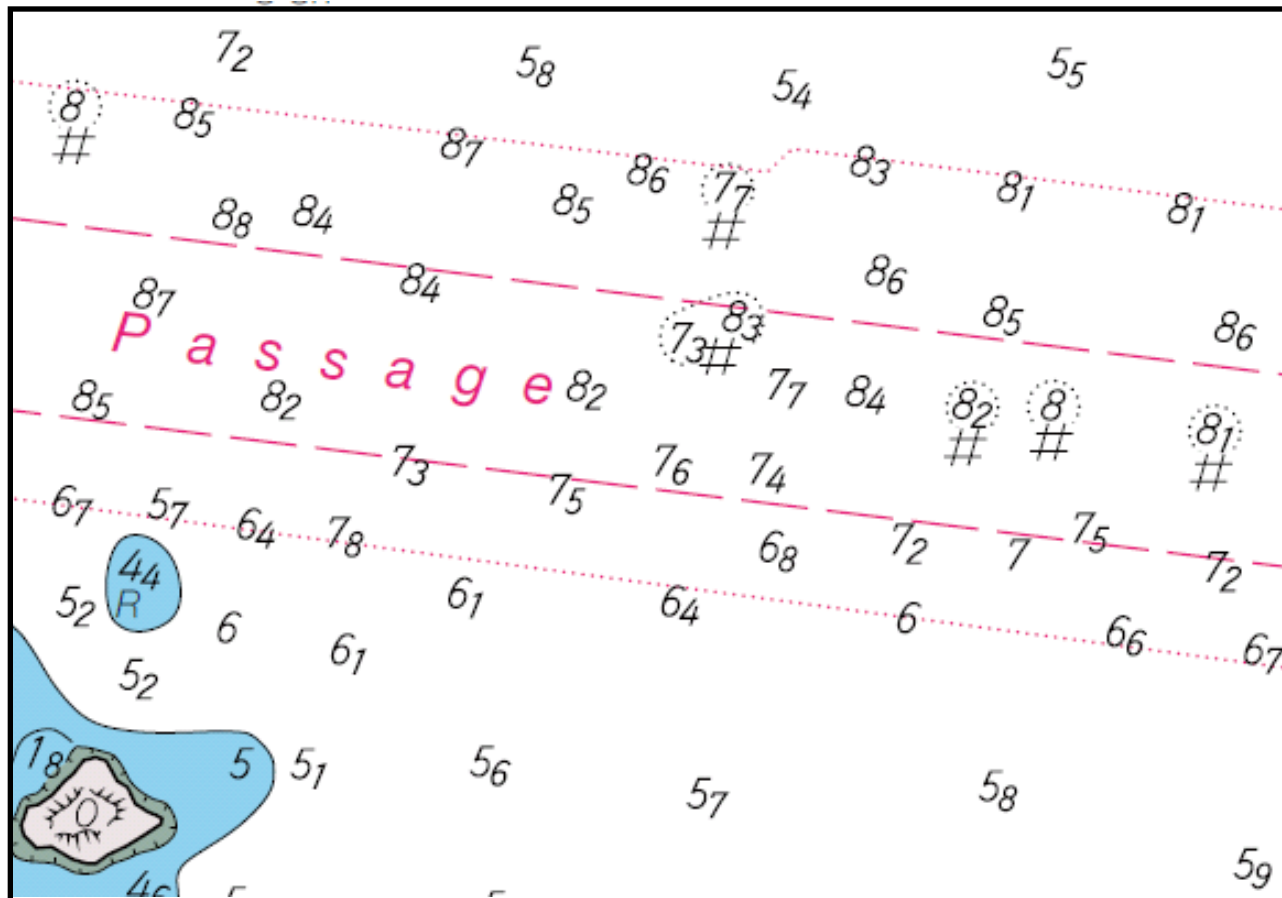 7₂ 5₈ 5₄ 5₅
8 8₅ 8₇ 8₆ 7₇ 8₃ 8₁ 8₁
# #
8₈ 8₄ 8₅ 8₆
8₇ 8₄ 7₃ 8₃ 8₅ 8₆
#
Passage 8₂ 7₇ 8₄ 8₂ 8 8₁
# # #
8₅ 8₂
7₃ 7₅ 7₆ 7₄
6₇ 5₇ 6₄ 7₈ 6₈ 7₂ 7 7₅ 7₂
4₄
R
5₂ 6 6₁ 6₄ 6 6₆ 6₇
5₂ 6₁
1₈ 5 5₁ 5₆ 5₇ 5₈
4₆ 5₉